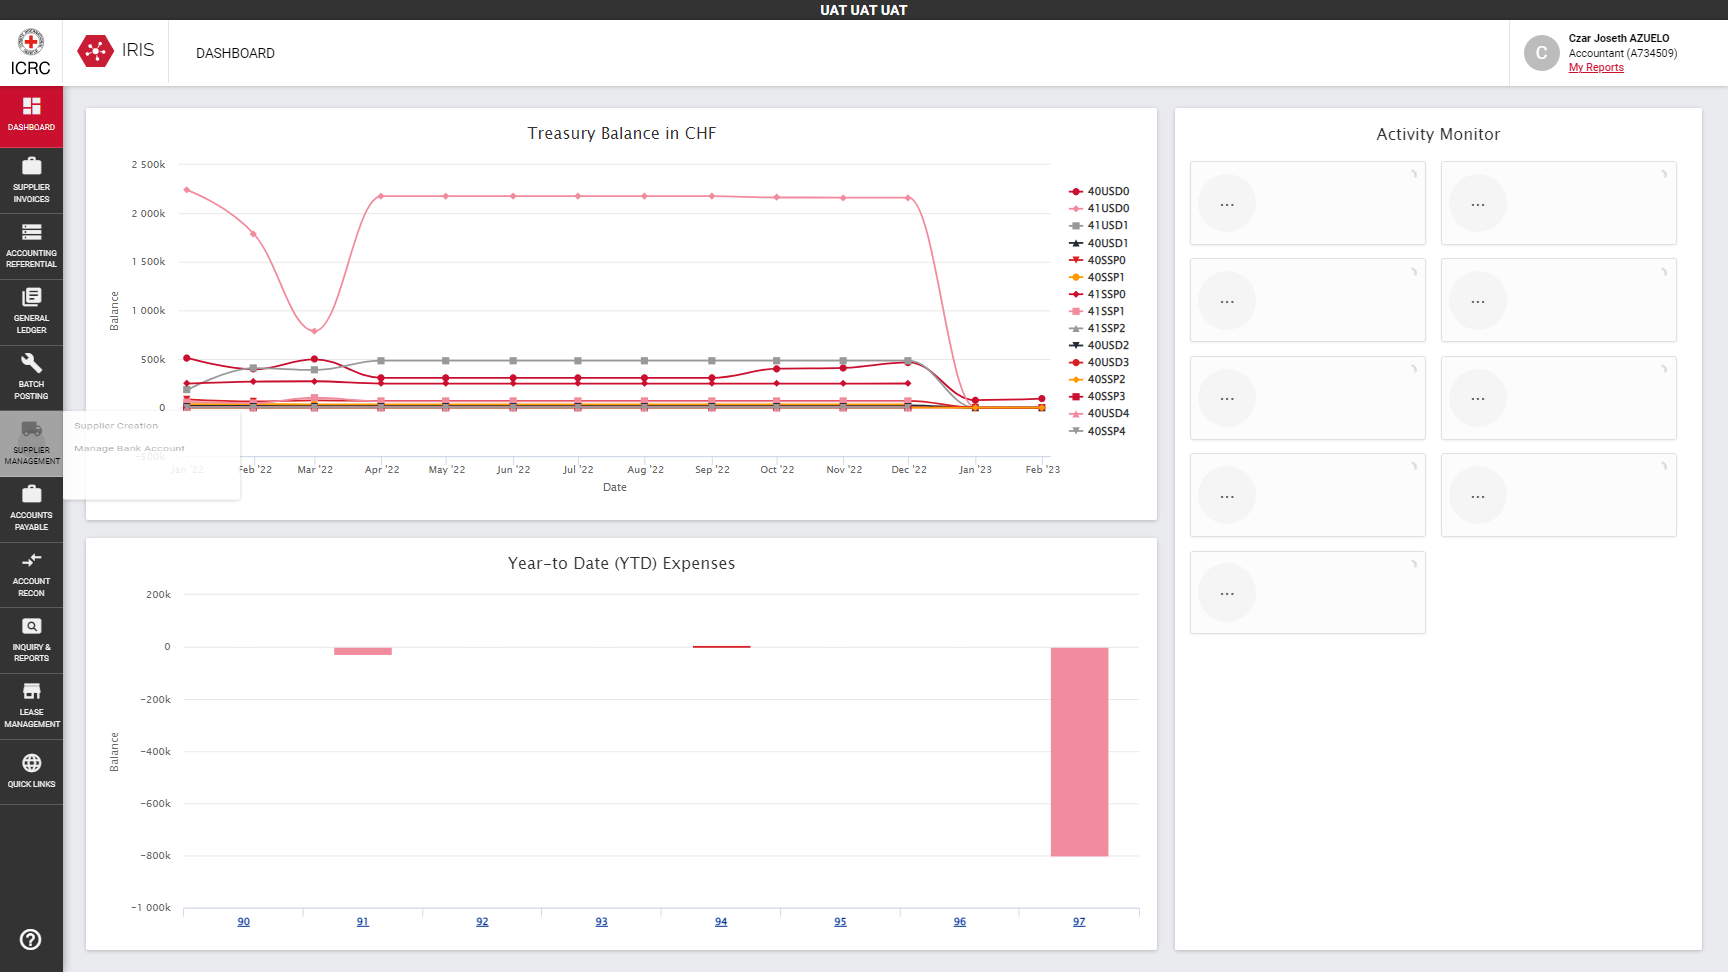 UAT UAT UAT
ICRC
IRIS
DASHBOARD
C
Czar Joseth AZUELO
Accountant (A734509)
My Reports
DASHBOARD
SUPPLIER
INVOICES
ACCOUNTING
REFERENTIAL
GENERAL
LEDGER
BATCH
POSTING
SUPPLIER
MANAGEMENT
Supplier Creation
Manage Bank Account
ACCOUNTS
PAYABLE
ACCOUNT
RECON
INQUIRY &
REPORTS
LEASE
MANAGEMENT
QUICK LINKS
Treasury Balance in CHF
Balance
2 500k
2 000k
1 500k
1 000k
500k
0
-500k
Jan '22
Feb '22
Mar '22
Apr '22
May '22
Jun '22
Jul '22
Aug '22
Sep '22
Oct '22
Nov '22
Dec '22
Jan '23
Feb '23
Date
40USD0
41USD0
41USD1
40USD1
40SSP0
40SSP1
41SSP0
41SSP1
41SSP2
40USD2
40USD3
40SSP2
40SSP3
40USD4
40SSP4
Year-to Date (YTD) Expenses
Balance
200k
0
-200k
-400k
-600k
-800k
-1 000k
90
91
92
93
94
95
96
97
Activity Monitor
...
...
...
...
...
...
...
...
...